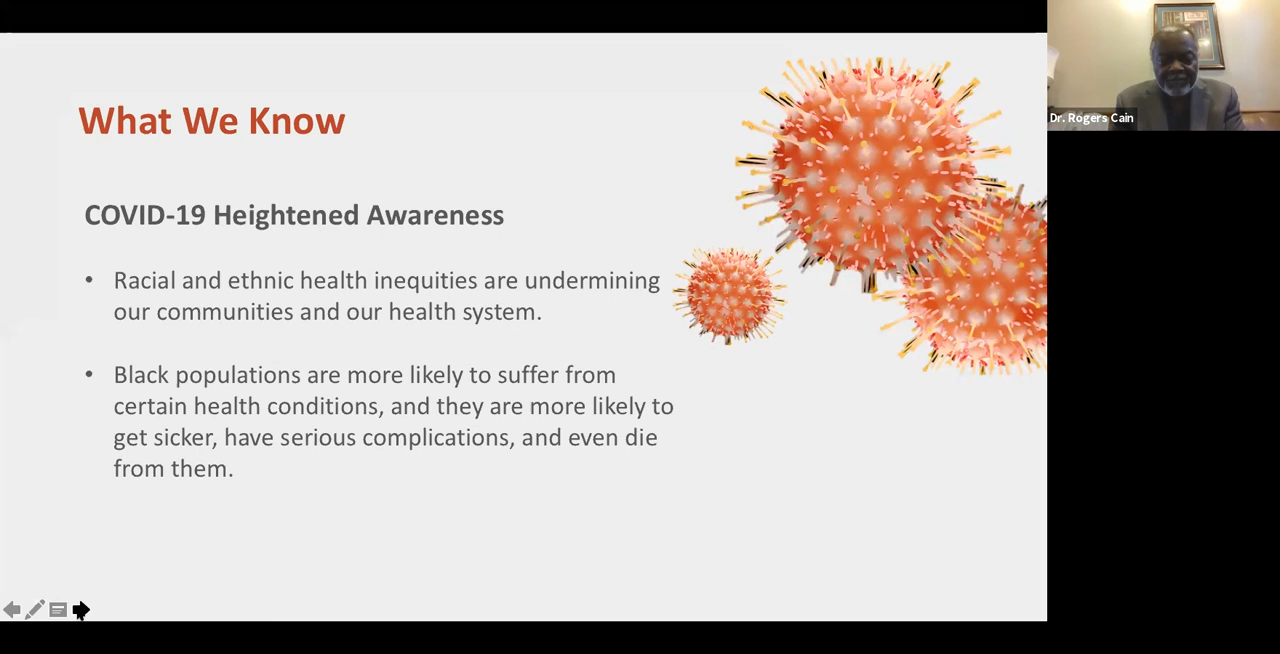 What We Know
COVID-19 Heightened Awareness
• Racial and ethnic health inequities are undermining
our communities and our health system.
• Black populations are more likely to suffer from
certain health conditions, and they are more likely to
get sicker, have serious complications, and even die
from them.
Dr. Rogers Cain